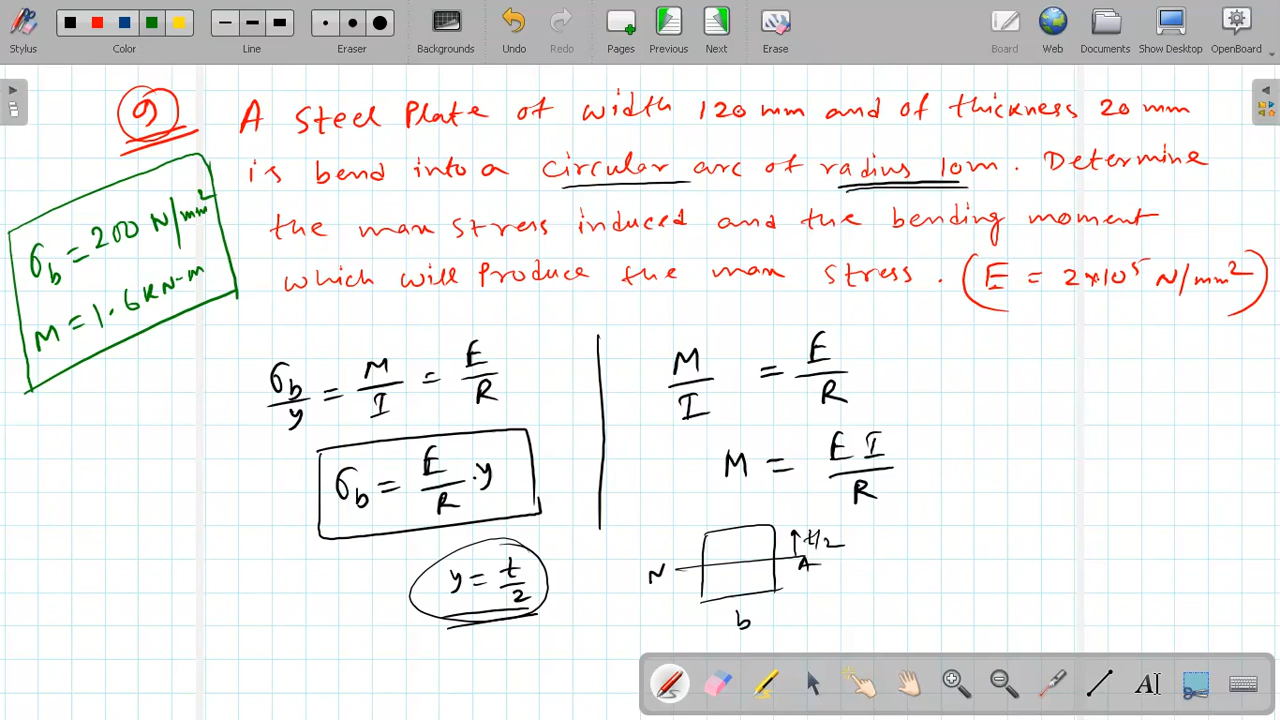 Stylus
Color
Line
Eraser
Backgrounds
Undo
Redo
Pages
Previous
Next
Erase
Board
Web
Documents
Show Desktop
OpenBoard
9
A Steel Plate of width 120 mm and of thickness 20 mm
is bend into a circular arc of radius 10m. Determine
the max stress induced and the bending moment
which will Produce the max stress. (E = 2×10⁵ N/mm²)
σb = 200 N/mm²
M = 1.6 KN-m
σb/y = M/I = E/R
σb = E/R · y
y = t/2
M/I = E/R
M = E I/R
t/2
N A
b
AI